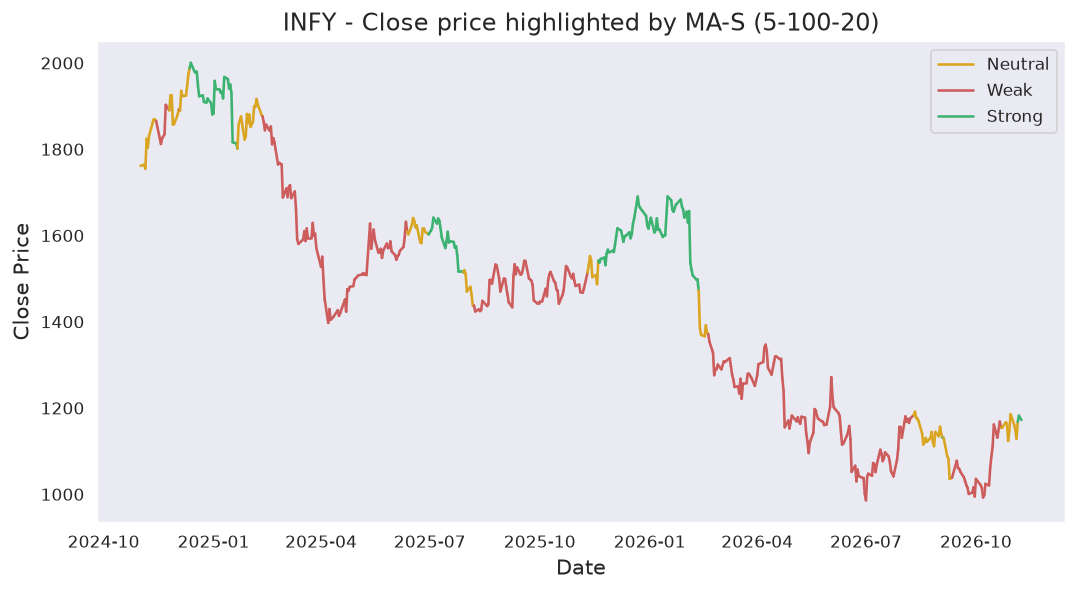 INFY - Close price highlighted by MA-S (5-100-20)
Neutral
Weak
Strong
2000
1800
1600
1400
1200
1000
Close Price
2024-10 2025-01 2025-04 2025-07 2025-10 2026-01 2026-04 2026-07 2026-10
Date